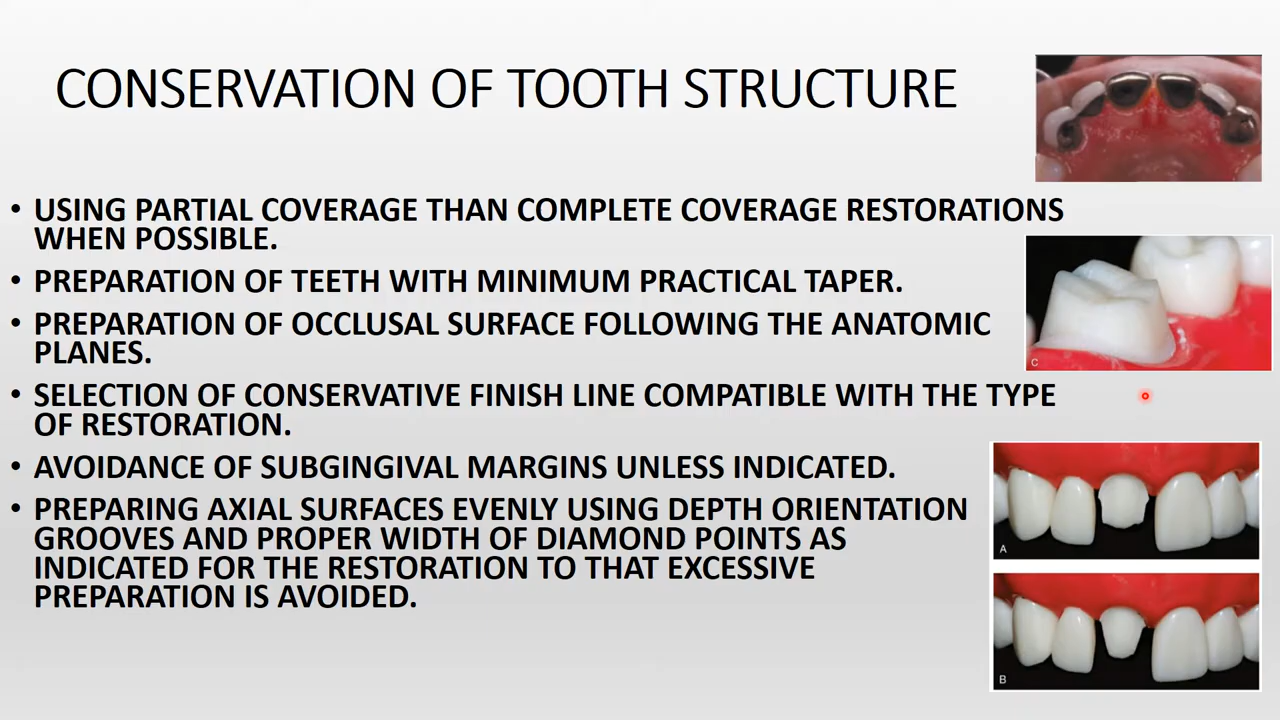 CONSERVATION OF TOOTH STRUCTURE
• USING PARTIAL COVERAGE THAN COMPLETE COVERAGE RESTORATIONS
WHEN POSSIBLE.
• PREPARATION OF TEETH WITH MINIMUM PRACTICAL TAPER.
• PREPARATION OF OCCLUSAL SURFACE FOLLOWING THE ANATOMIC
PLANES.
C
• SELECTION OF CONSERVATIVE FINISH LINE COMPATIBLE WITH THE TYPE
OF RESTORATION.
• AVOIDANCE OF SUBGINGIVAL MARGINS UNLESS INDICATED.
• PREPARING AXIAL SURFACES EVENLY USING DEPTH ORIENTATION
GROOVES AND PROPER WIDTH OF DIAMOND POINTS AS
INDICATED FOR THE RESTORATION TO THAT EXCESSIVE
PREPARATION IS AVOIDED.
A
B